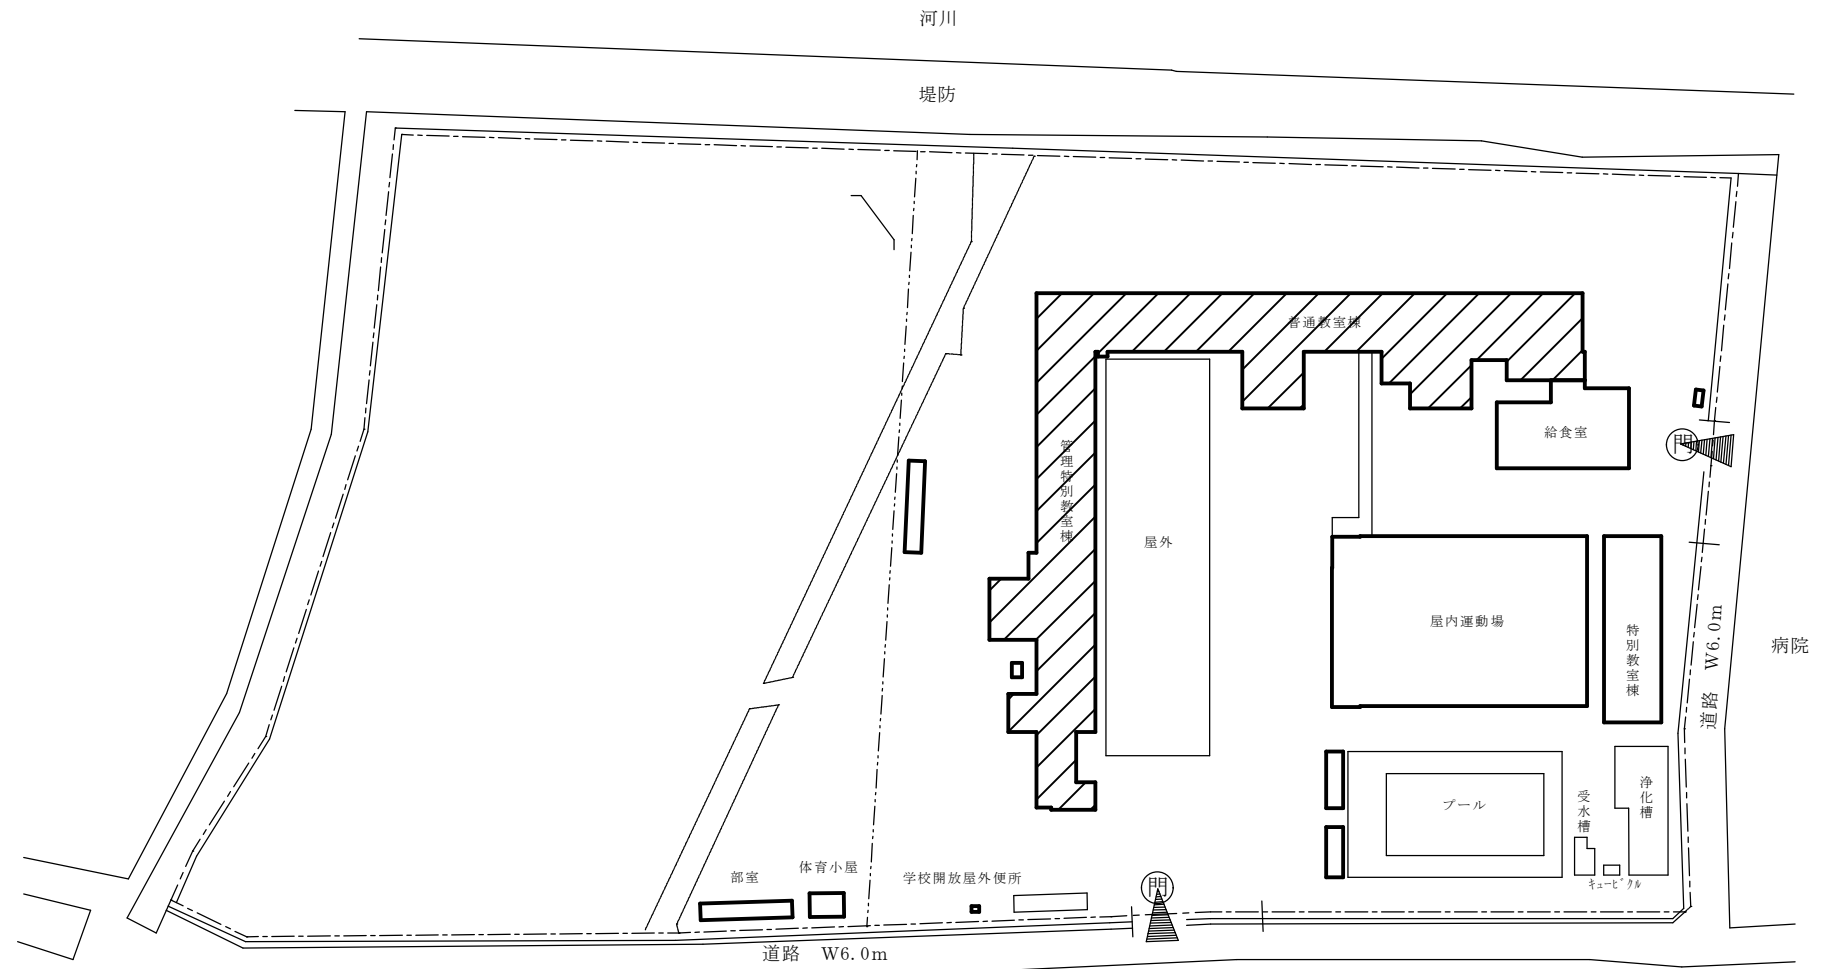 河川
堤防
普通教室棟
給食室
門
管理特別教室棟
屋外
屋内運動場
特別教室棟
道路 W6.0m
病院
プール
受水槽
浄化槽
キュービクル
部室
体育小屋
学校開放屋外便所
門
道路 W6.0m